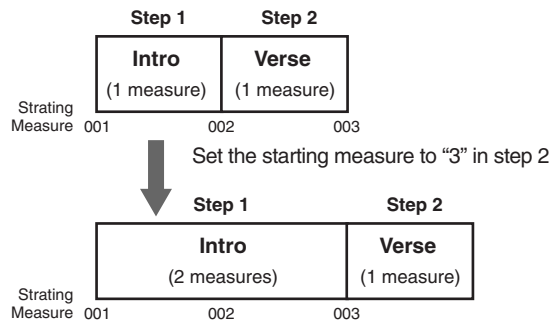 Step 1 Step 2
Intro Verse
(1 measure) (1 measure)
Strating
Measure 001 002 003
Set the starting measure to “3” in step 2
Step 1 Step 2
Intro Verse
(2 measures) (1 measure)
Strating
Measure 001 002 003